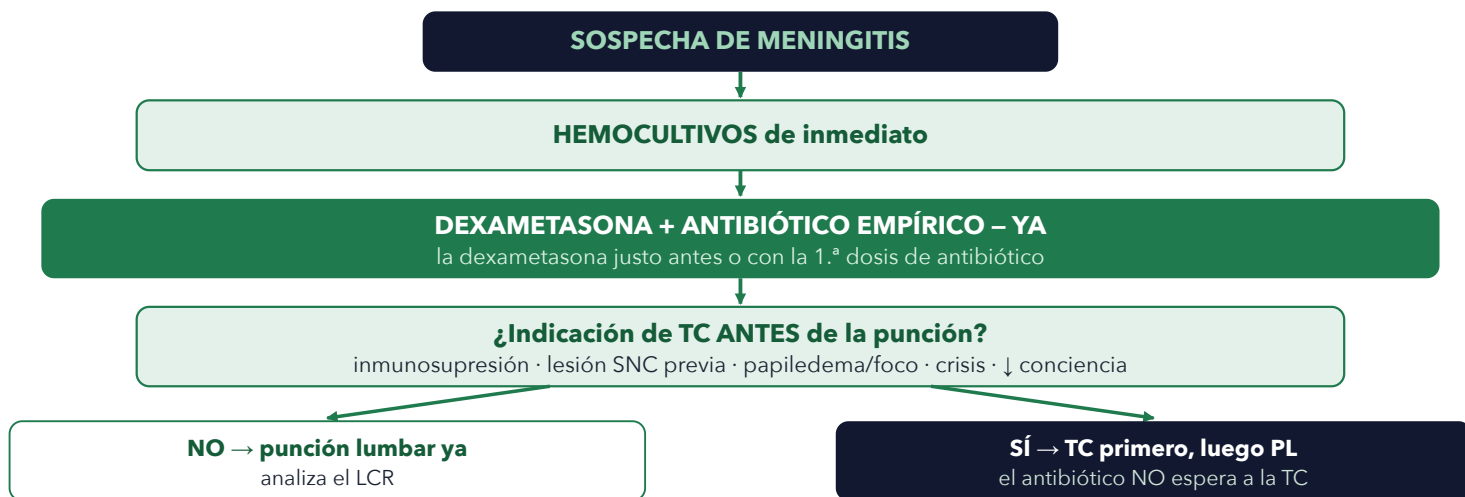 SOSPECHA DE MENINGITIS
HEMOCULTIVOS de inmediato
DEXAMETASONA + ANTIBIÓTICO EMPÍRICO – YA
la dexametasona justo antes o con la 1.ª dosis de antibiótico
¿Indicación de TC ANTES de la punción?
inmunosupresión · lesión SNC previa · papiledema/foco · crisis · ↓ conciencia
NO → punción lumbar ya
analiza el LCR
SÍ → TC primero, luego PL
el antibiótico NO espera a la TC